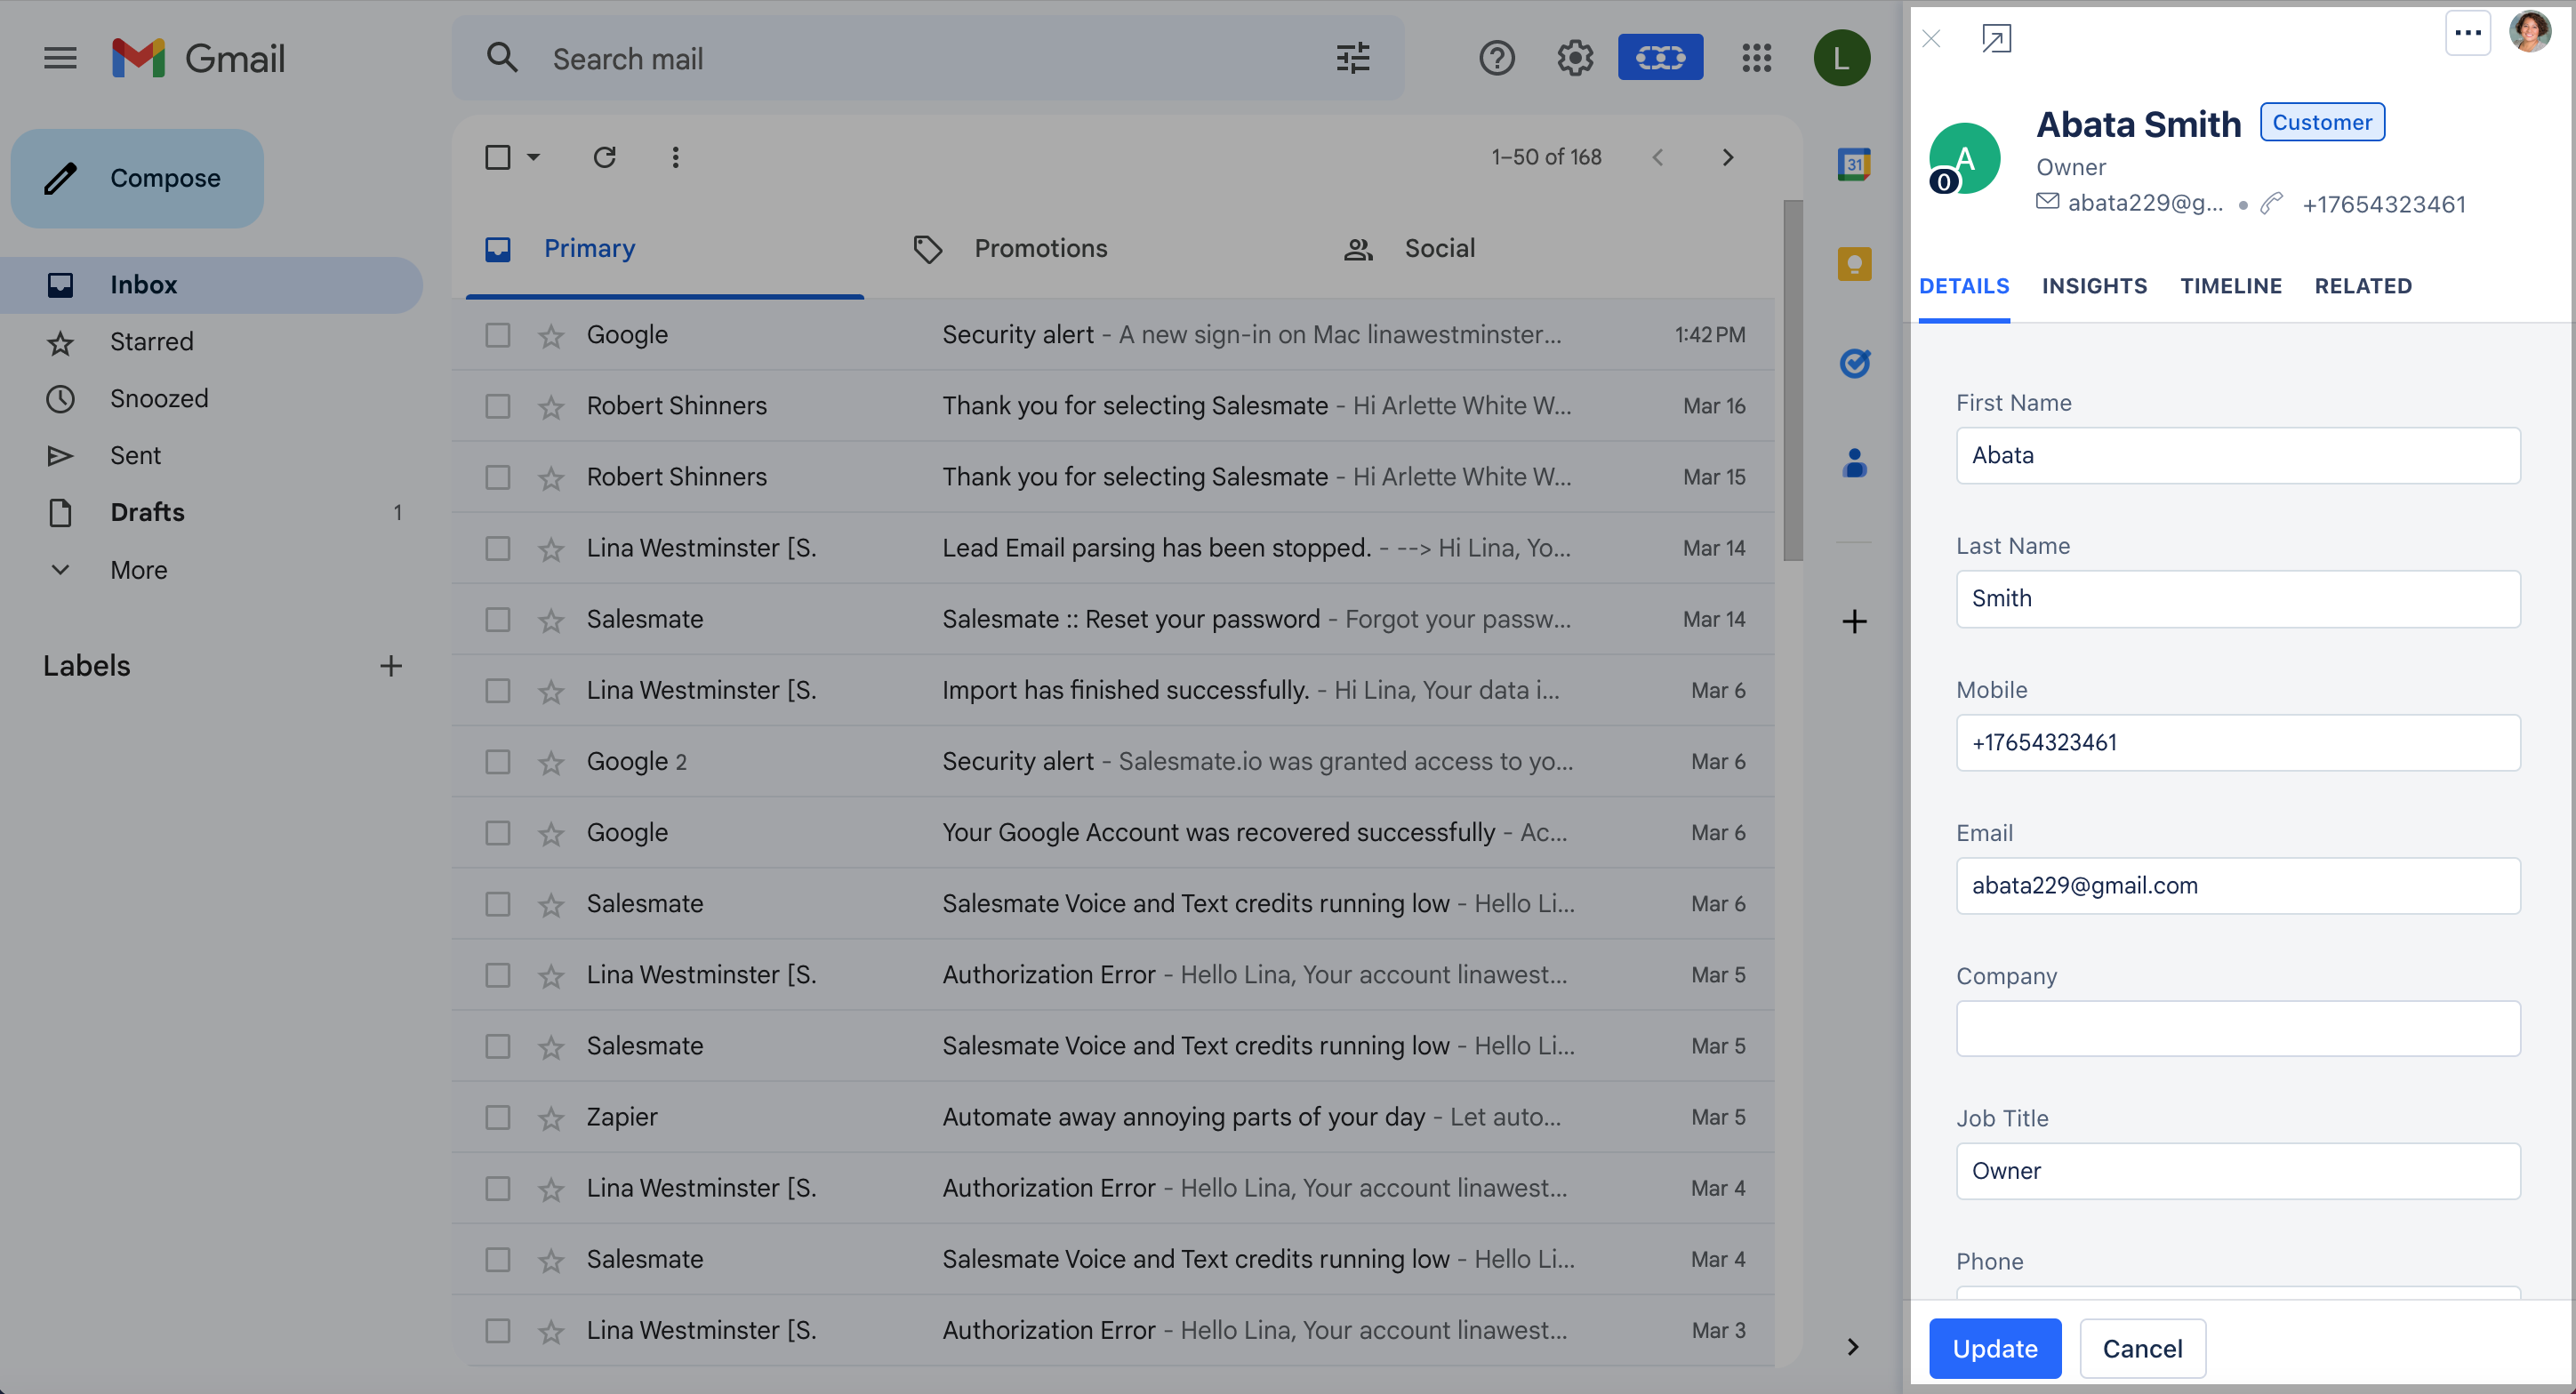 Gmail
Search mail
L
Compose
Inbox
Starred
Snoozed
Sent
Drafts 1
More
Labels
1–50 of 168
Primary
Promotions
Social
Google Security alert - A new sign-in on Mac linawestminster... 1:42 PM
Robert Shinners Thank you for selecting Salesmate - Hi Arlette White W... Mar 16
Robert Shinners Thank you for selecting Salesmate - Hi Arlette White W... Mar 15
Lina Westminster [S. Lead Email parsing has been stopped. - --> Hi Lina, Yo... Mar 14
Salesmate Salesmate :: Reset your password - Forgot your passw... Mar 14
Lina Westminster [S. Import has finished successfully. - Hi Lina, Your data i... Mar 6
Google 2 Security alert - Salesmate.io was granted access to yo... Mar 6
Google Your Google Account was recovered successfully - Ac... Mar 6
Salesmate Salesmate Voice and Text credits running low - Hello Li... Mar 6
Lina Westminster [S. Authorization Error - Hello Lina, Your account linawest... Mar 5
Salesmate Salesmate Voice and Text credits running low - Hello Li... Mar 5
Zapier Automate away annoying parts of your day - Let auto... Mar 5
Lina Westminster [S. Authorization Error - Hello Lina, Your account linawest... Mar 4
Salesmate Salesmate Voice and Text credits running low - Hello Li... Mar 4
Lina Westminster [S. Authorization Error - Hello Lina, Your account linawest... Mar 3
31
A
0
Abata Smith Customer
Owner
abata229@g... • +17654323461
DETAILS INSIGHTS TIMELINE RELATED
First Name
Abata
Last Name
Smith
Mobile
+17654323461
Email
abata229@gmail.com
Company
Job Title
Owner
Phone
Update Cancel